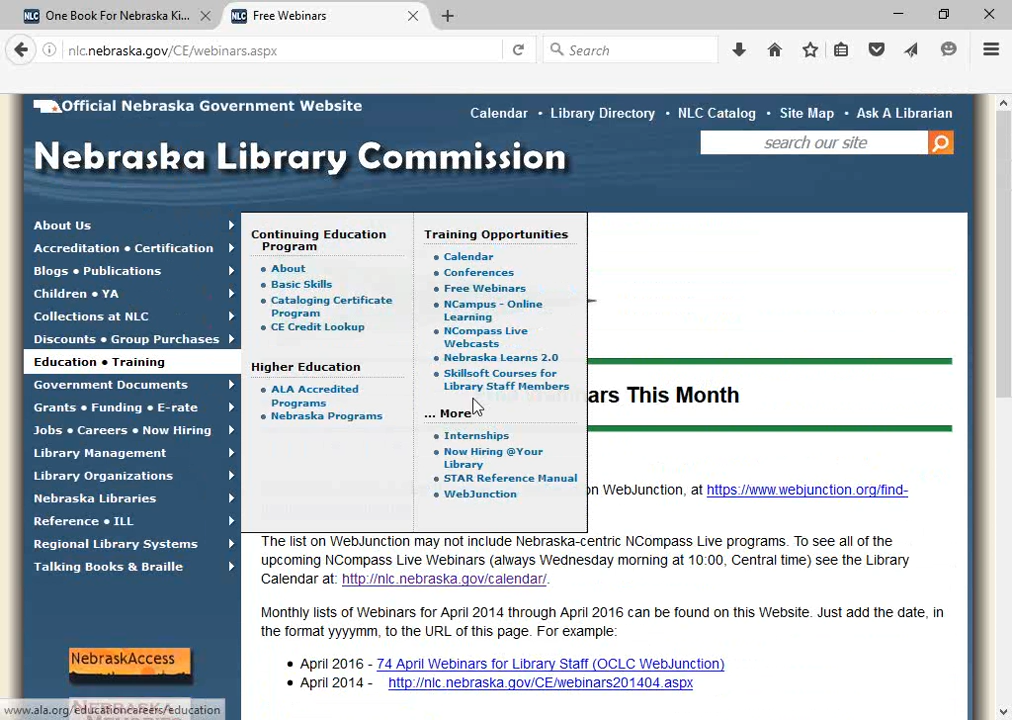 One Book For Nebraska Ki...
Free Webinars
nlc.nebraska.gov/CE/webinars.aspx
Search
Official Nebraska Government Website
Calendar • Library Directory • NLC Catalog • Site Map • Ask A Librarian
Nebraska Library Commission
search our site
About Us
Accreditation • Certification
Blogs • Publications
Children • YA
Collections at NLC
Discounts • Group Purchases
Education • Training
Government Documents
Grants • Funding • E-rate
Jobs • Careers • Now Hiring
Library Management
Library Organizations
Nebraska Libraries
Reference • ILL
Regional Library Systems
Talking Books & Braille
NebraskAccess
Continuing Education
Program
About
Basic Skills
Cataloging Certificate
Program
CE Credit Lookup
Higher Education
ALA Accredited
Programs
Nebraska Programs
Training Opportunities
Calendar
Conferences
Free Webinars
NCampus - Online
Learning
NCompass Live
Webcasts
Nebraska Learns 2.0
Skillsoft Courses for
Library Staff Members
... More
Internships
Now Hiring @Your
Library
STAR Reference Manual
WebJunction
ars This Month
on WebJunction, at https://www.webjunction.org/find-
The list on WebJunction may not include Nebraska-centric NCompass Live programs. To see all of the
upcoming NCompass Live Webinars (always Wednesday morning at 10:00, Central time) see the Library
Calendar at: http://nlc.nebraska.gov/calendar/.
Monthly lists of Webinars for April 2014 through April 2016 can be found on this Website. Just add the date, in
the format yyyymm, to the URL of this page. For example:
• April 2016 - 74 April Webinars for Library Staff (OCLC WebJunction)
• April 2014 - http://nlc.nebraska.gov/CE/webinars201404.aspx
www.ala.org/educationcareers/education